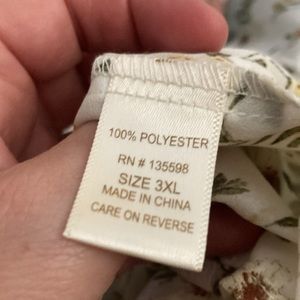 100% POLYESTER
RN # 135598
SIZE 3XL
MADE IN CHINA
CARE ON REVERSE